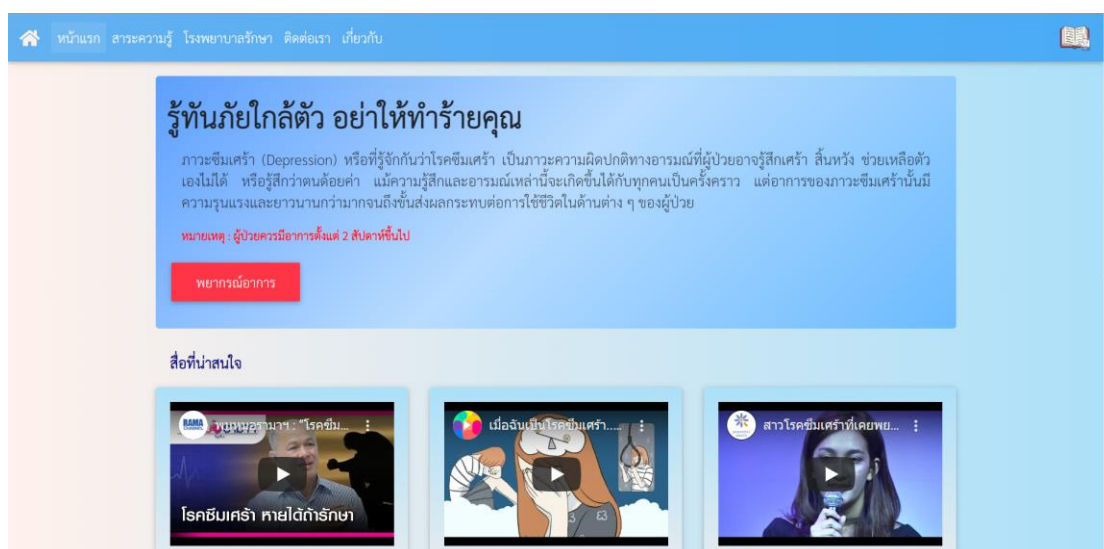 หน้าแรก สาระความรู้ โรงพยาบาลรักษา ติดต่อเรา เกี่ยวกับ
รู้ทันภัยใกล้ตัว อย่าให้ทำร้ายคุณ
ภาวะซึมเศร้า (Depression) หรือที่รู้จักกันว่าโรคซึมเศร้า เป็นภาวะความผิดปกติทางอารมณ์ที่ผู้ป่วยอาจรู้สึกเศร้า สิ้นหวัง ช่วยเหลือตัว
เองไม่ได้ หรือรู้สึกว่าตนด้อยค่า แม้ความรู้สึกและอารมณ์เหล่านี้จะเกิดขึ้นได้กับทุกคนเป็นครั้งคราว แต่อาการของภาวะซึมเศร้านั้นมี
ความรุนแรงและยาวนานกว่ามากจนถึงขั้นส่งผลกระทบต่อการใช้ชีวิตในด้านต่าง ๆ ของผู้ป่วย
หมายเหตุ : ผู้ป่วยควรมีอาการตั้งแต่ 2 สัปดาห์ขึ้นไป
พยากรณ์อาการ
สื่อที่น่าสนใจ
RAMA พบหมอรามาฯ : “โรคซึม...
โรคซึมเศร้า หายได้ถ้ารักษา
เมื่อฉันเป็นโรคซึมเศร้า....
สาวโรคซึมเศร้าที่เคยพย...